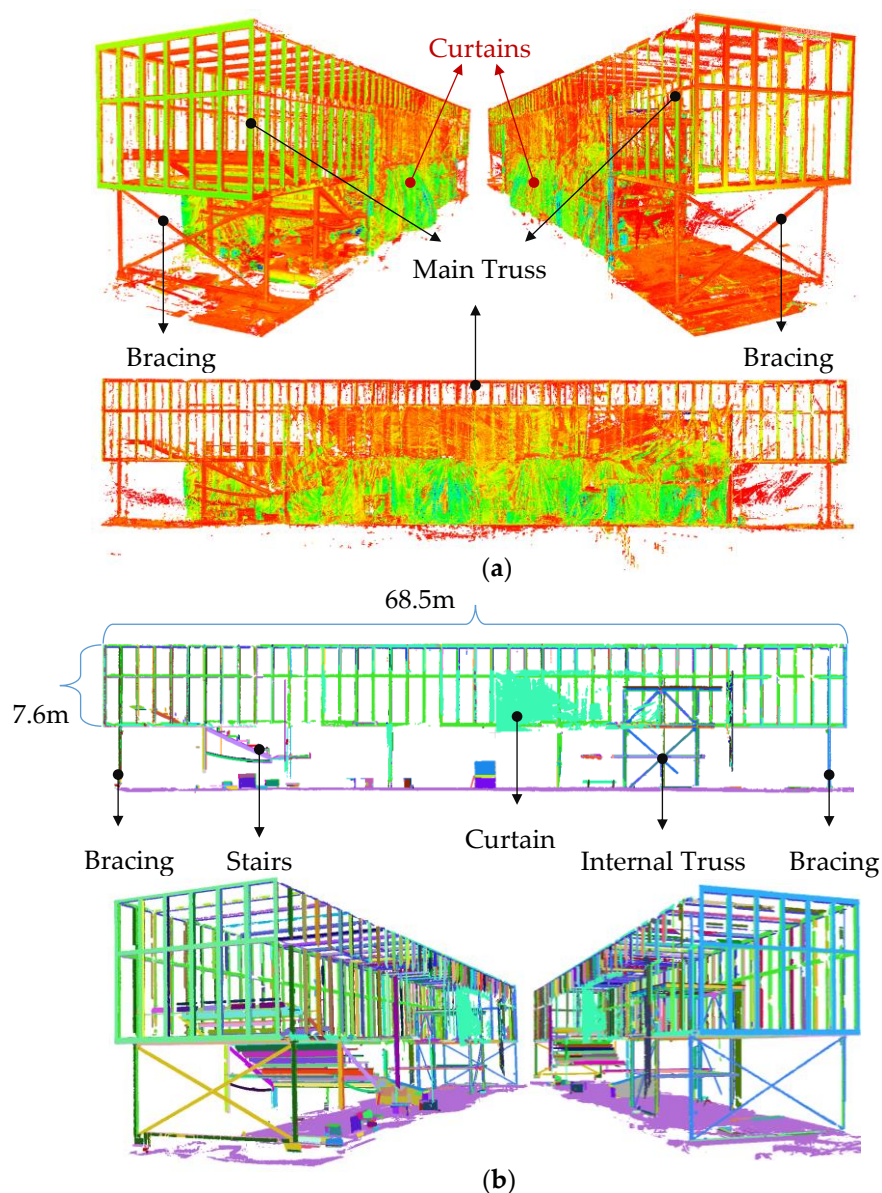 Curtains
Main Truss
Bracing
Bracing
(a)
68.5m
7.6m
Curtain
Bracing
Stairs
Internal Truss
Bracing
(b)